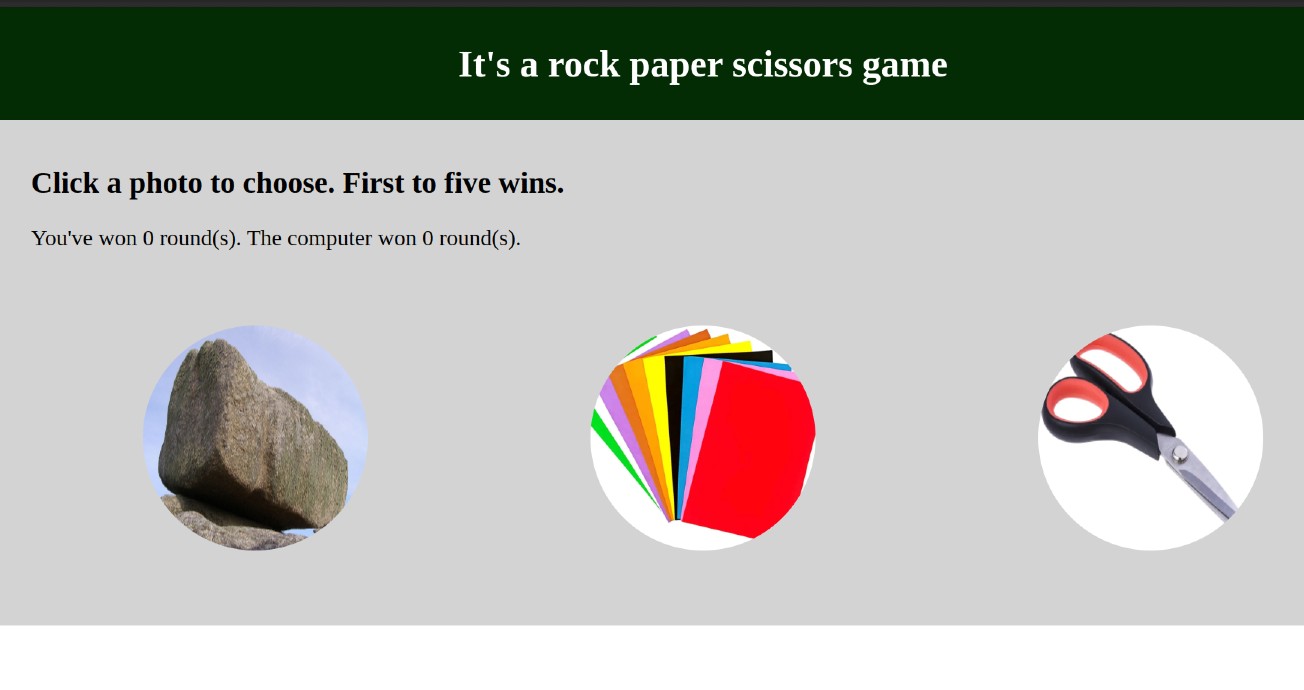 It's a rock paper scissors game
Click a photo to choose. First to five wins.
You've won 0 round(s). The computer won 0 round(s).